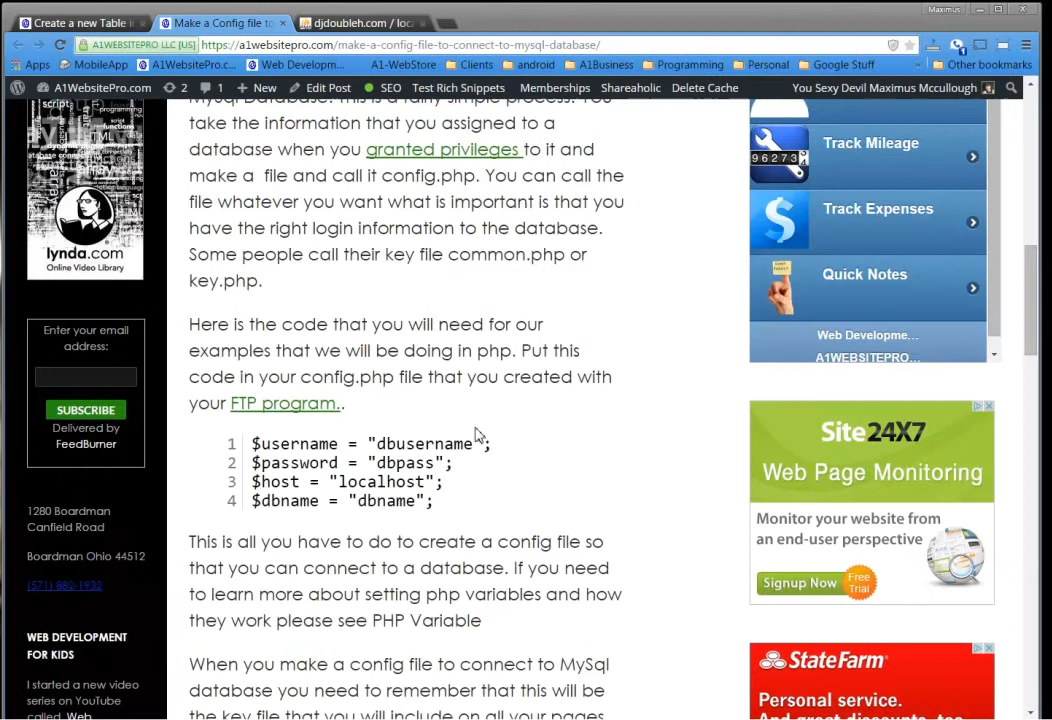 Maximus
Create a new Table i
Make a Config file to
djdoubleh.com / loca
A1WEBSITEPRO LLC [US]
https://a1websitepro.com/make-a-config-file-to-connect-to-mysql-database/
Apps
MobileApp
A1WebsitePro.c...
Web Developm...
A1-WebStore
Clients
android
A1Business
Programming
Personal
Google Stuff
»
Other bookmarks
A1WebsitePro.com
2
1
New
Edit Post
SEO
Test Rich Snippets
Memberships
Shareaholic
Delete Cache
You Sexy Devil Maximus Mccullough
script
lynda.com
Online Video Library
Enter your email
address:
SUBSCRIBE
Delivered by
FeedBurner
1280 Boardman
Canfield Road
Boardman Ohio 44512
(571) 882-1932
WEB DEVELOPMENT
FOR KIDS
I started a new video
series on YouTube
called Web
Mysql Database. This is a fairly simple process. You
take the information that you assigned to a
database when you granted privileges to it and
make a file and call it config.php. You can call the
file whatever you want what is important is that you
have the right login information to the database.
Some people call their key file common.php or
key.php.
Here is the code that you will need for our
examples that we will be doing in php. Put this
code in your config.php file that you created with
your FTP program..
1 $username = "dbusername";
2 $password = "dbpass";
3 $host = "localhost";
4 $dbname = "dbname";
This is all you have to do to create a config file so
that you can connect to a database. If you need
to learn more about setting php variables and how
they work please see PHP Variable
When you make a config file to connect to MySql
database you need to remember that this will be
the key file that you will include on all your pages
Track Mileage
96273
Track Expenses
$
Quick Notes
Web Developme...
A1WEBSITEPRO...
Site24X7
Web Page Monitoring
Monitor your website from
an end-user perspective
Signup Now
Free
Trial
StateFarm
Personal service.
And great discounts, too